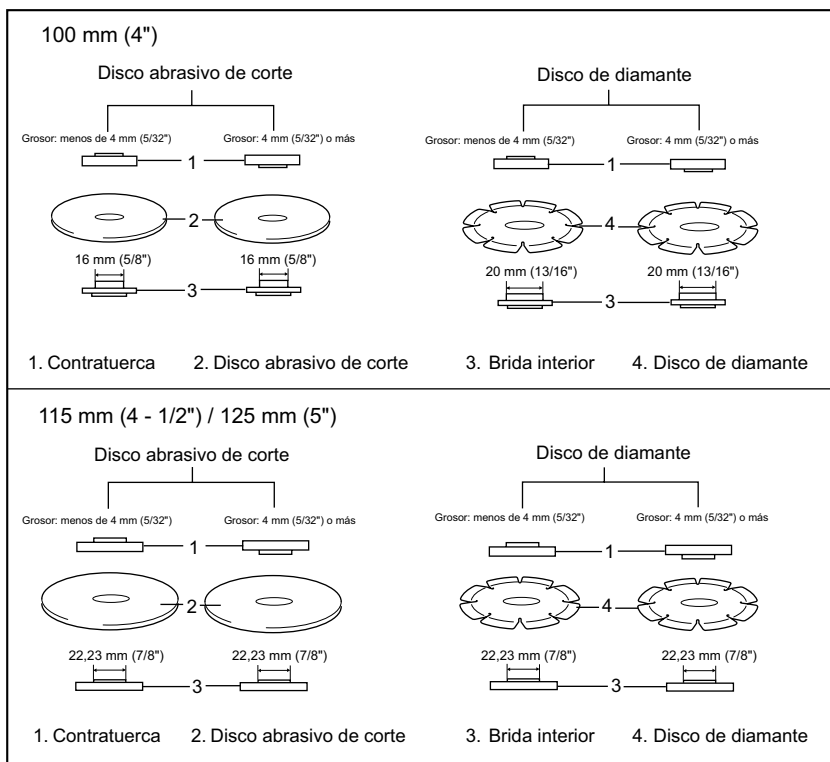 100 mm (4")
Disco abrasivo de corte
Disco de diamante
Grosor: menos de 4 mm (5/32")
Grosor: 4 mm (5/32") o más
Grosor: menos de 4 mm (5/32")
Grosor: 4 mm (5/32") o más
1
1
2
4
16 mm (5/8")
16 mm (5/8")
20 mm (13/16")
20 mm (13/16")
3
3
1. Contratuerca
2. Disco abrasivo de corte
3. Brida interior
4. Disco de diamante
115 mm (4 - 1/2") / 125 mm (5")
Disco abrasivo de corte
Disco de diamante
Grosor: menos de 4 mm (5/32")
Grosor: 4 mm (5/32") o más
Grosor: menos de 4 mm (5/32")
Grosor: 4 mm (5/32") o más
1
1
2
4
22,23 mm (7/8")
22,23 mm (7/8")
22,23 mm (7/8")
22,23 mm (7/8")
3
3
1. Contratuerca
2. Disco abrasivo de corte
3. Brida interior
4. Disco de diamante